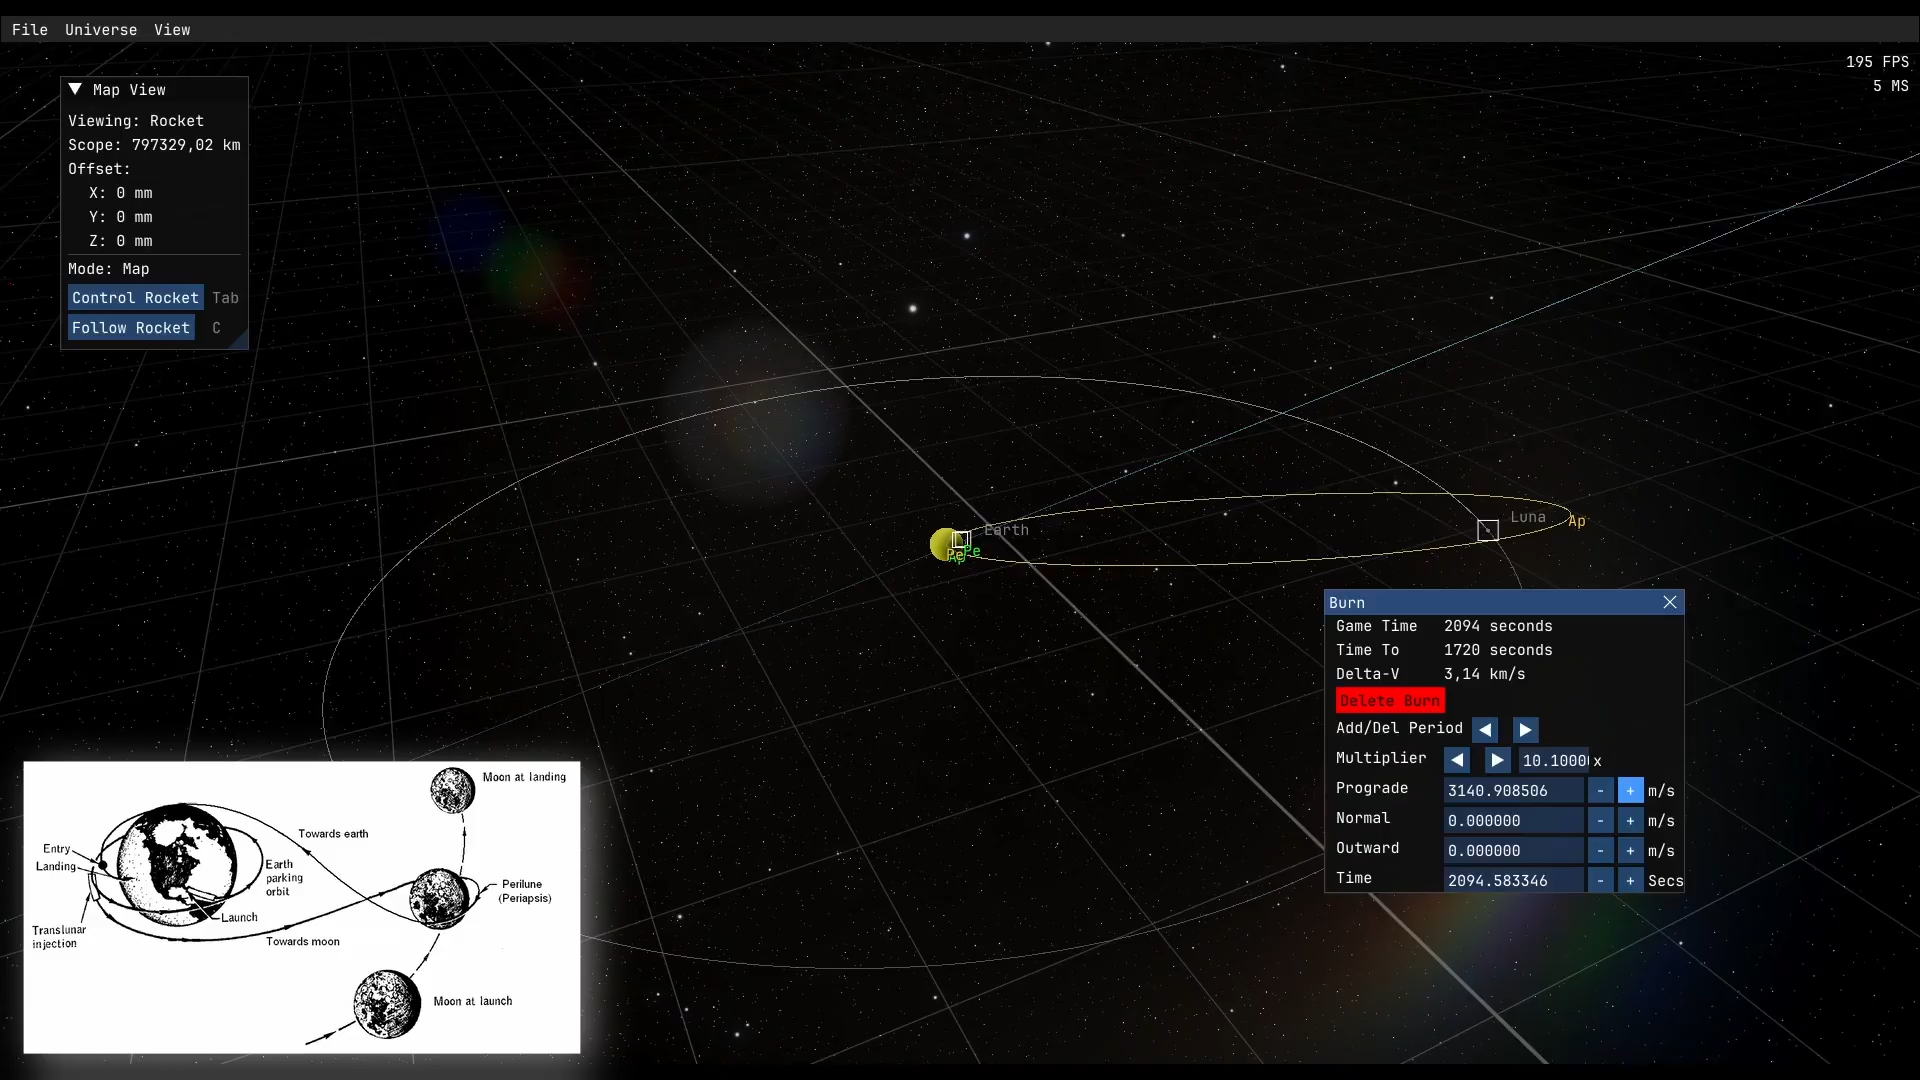 File Universe View
195 FPS
5 MS
Map View
Viewing: Rocket
Scope: 797329,02 km
Offset:
X: 0 mm
Y: 0 mm
Z: 0 mm
Mode: Map
Control Rocket Tab
Follow Rocket C
Earth
Luna
Ap
Pe
Pe
Ap
Burn
Game Time 2094 seconds
Time To 1720 seconds
Delta-V 3,14 km/s
Delete Burn
Add/Del Period
Multiplier 10.1000 x
Prograde 3140.908506 - + m/s
Normal 0.000000 - + m/s
Outward 0.000000 - + m/s
Time 2094.583346 - + Secs
Moon at landing
Towards earth
Entry
Landing
Earth
parking
orbit
Perilune
(Periapsis)
Launch
Translunar
injection
Towards moon
Moon at launch